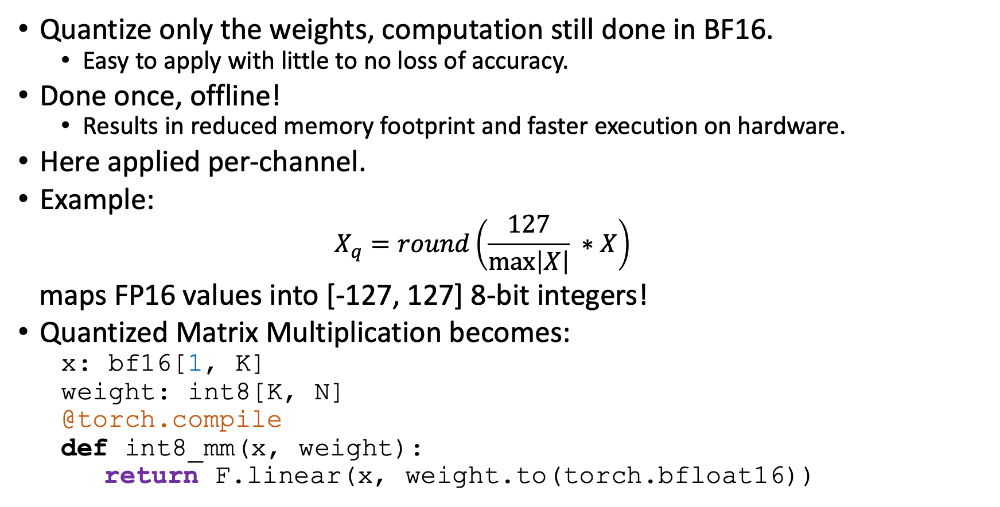 • Quantize only the weights, computation still done in BF16.
• Easy to apply with little to no loss of accuracy.
• Done once, offline!
• Results in reduced memory footprint and faster execution on hardware.
• Here applied per-channel.
• Example:
X_q = round(127/max|X| * X)
maps FP16 values into [-127, 127] 8-bit integers!
• Quantized Matrix Multiplication becomes:
x: bf16[1, K]
weight: int8[K, N]
@torch.compile
def int8_mm(x, weight):
return F.linear(x, weight.to(torch.bfloat16))